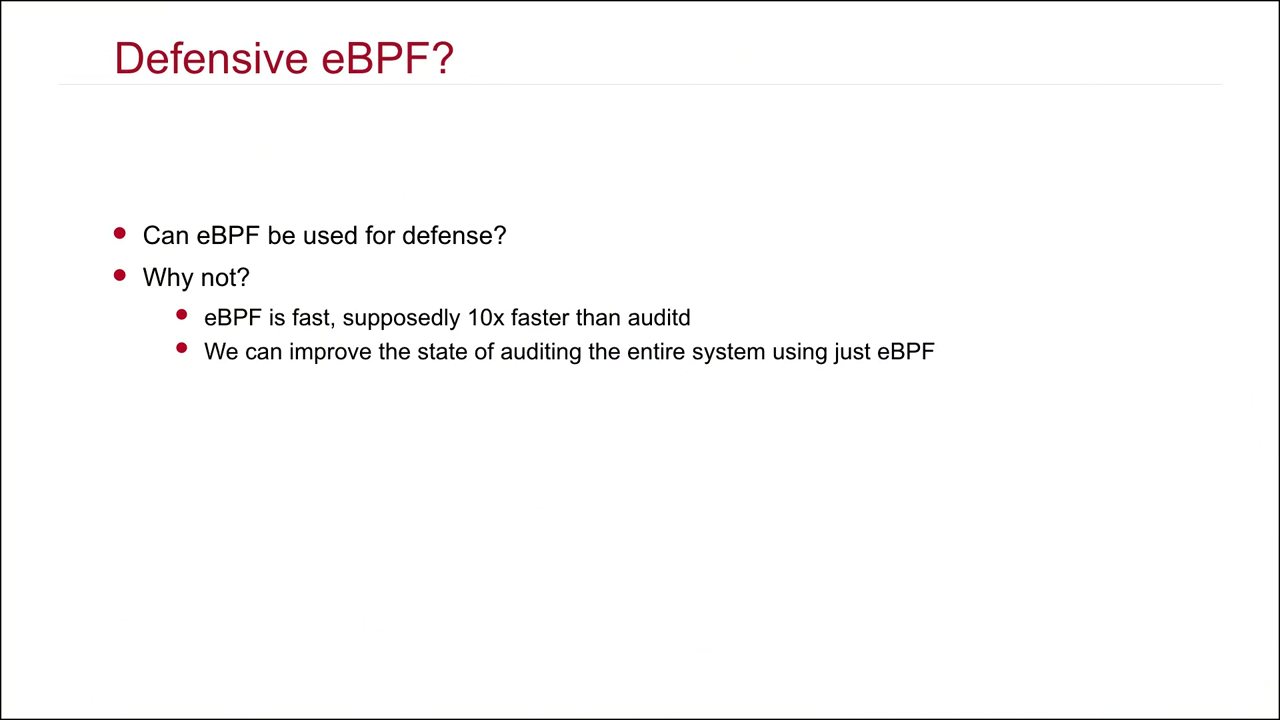 Defensive eBPF?
Can eBPF be used for defense?
Why not?
eBPF is fast, supposedly 10x faster than auditd
We can improve the state of auditing the entire system using just eBPF